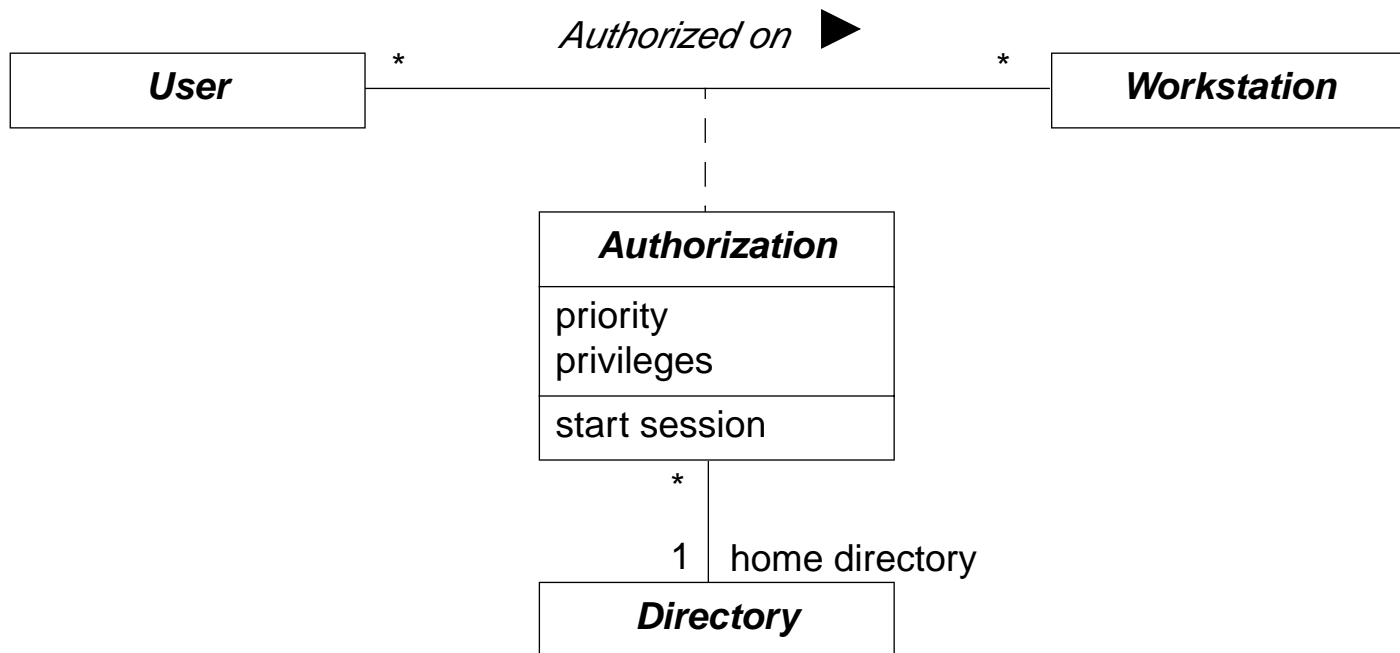 Authorized on
*
*
User
Workstation
Authorization
priority
privileges
start session
*
1 home directory
Directory